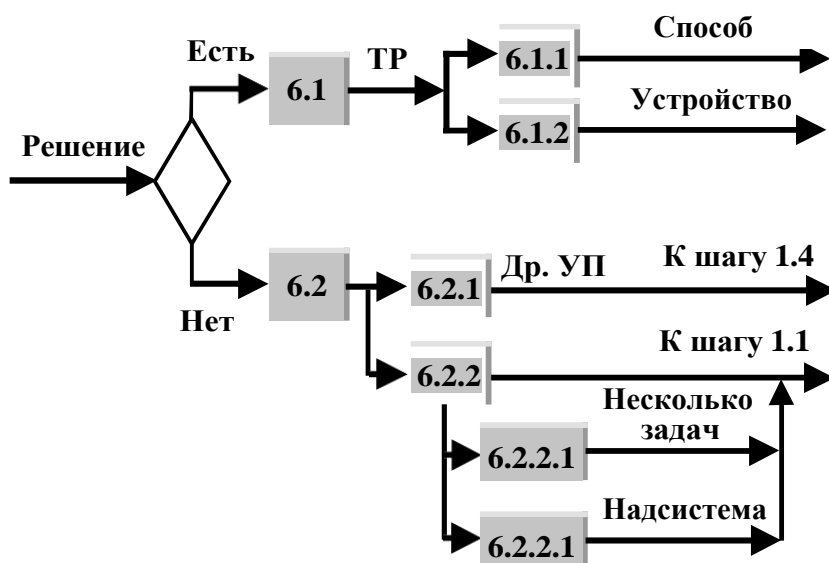 Способ
Есть
6.1
ТР
6.1.1
Устройство
6.1.2
Решение
6.2
6.2.1
Др. УП
К шагу 1.4
Нет
6.2.2
К шагу 1.1
Несколько
задач
6.2.2.1
Надсистема
6.2.2.1